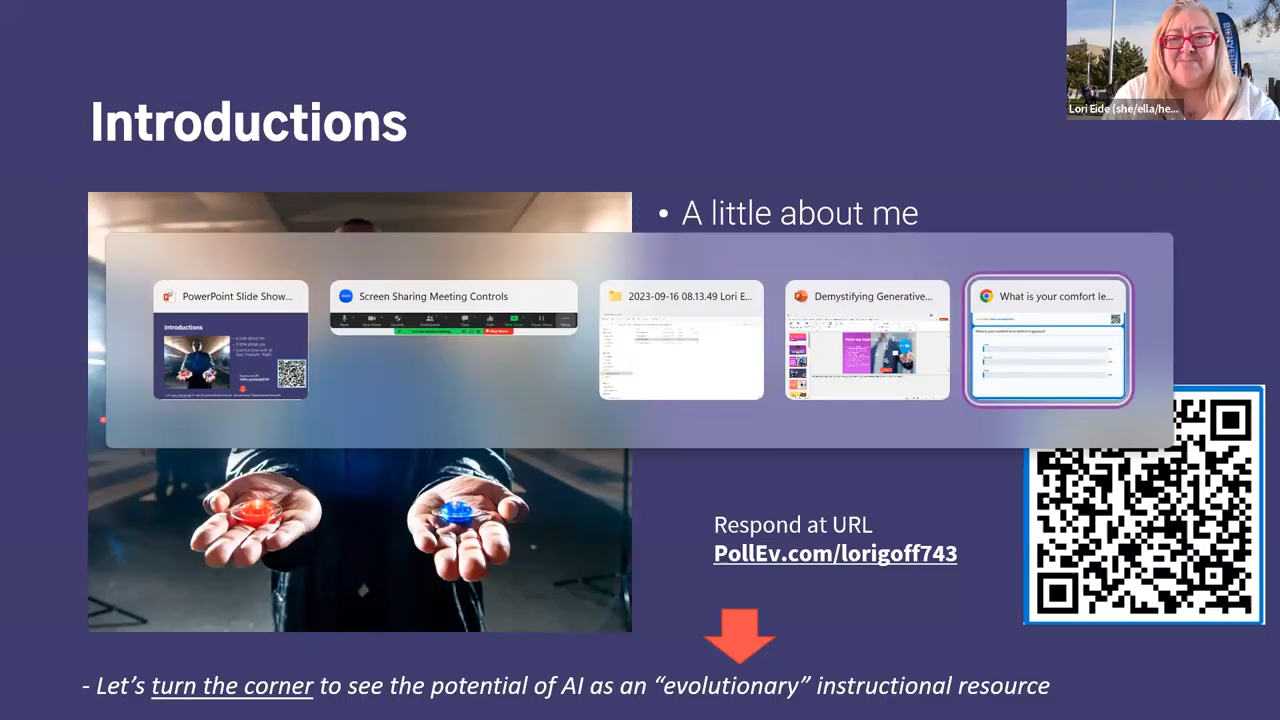 Introductions
BIENVENI
Lori Eide (she/ella/he...
• A little about me
PowerPoint Slide Show...
Screen Sharing Meeting Controls
2023-09-16 08.13.49 Lori E...
Demystifying Generative...
What is your comfort le...
Introductions
Respond at URL
PollEv.com/lorigoff743
- Let's turn the corner to see the potential of AI as an “evolutionary” instructional resource